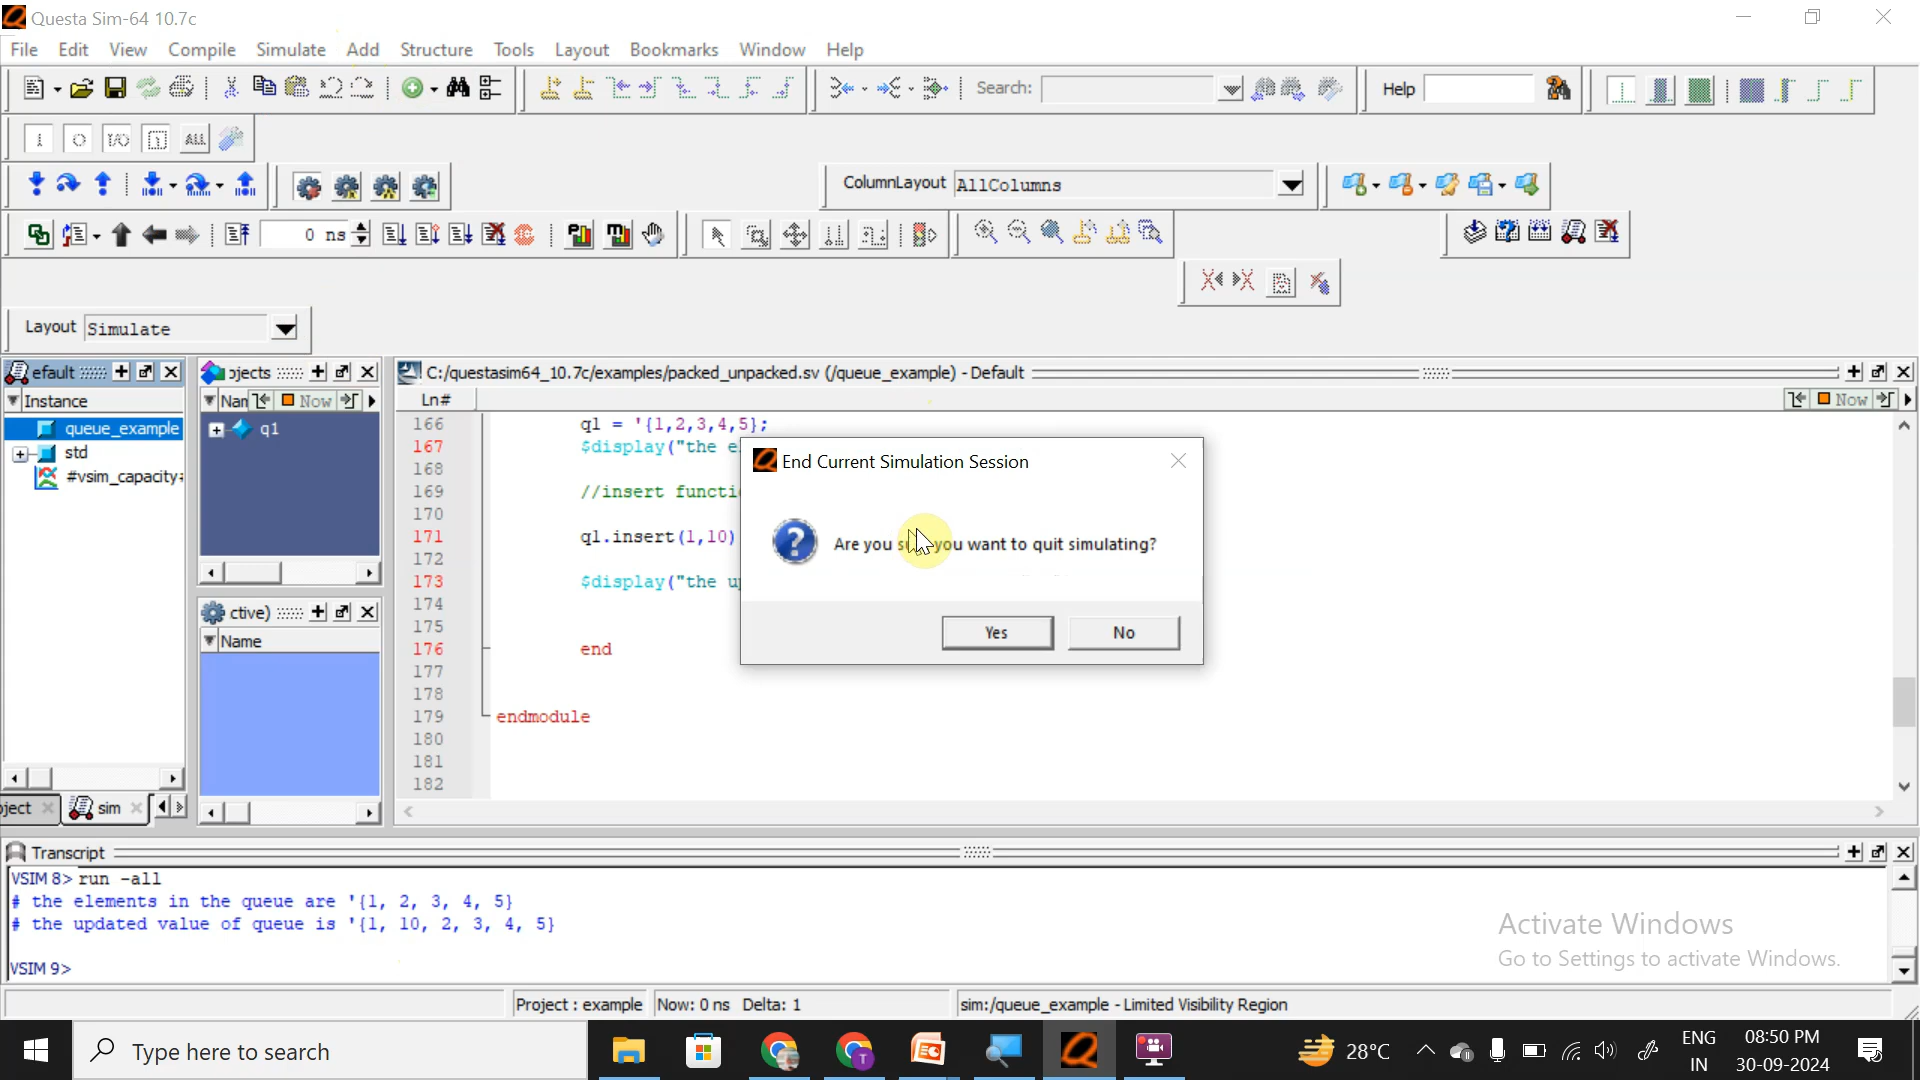 Questa Sim-64 10.7c
File Edit View Compile Simulate Add Structure Tools Layout Bookmarks Window Help
Search:
Help
I/O ALL
ColumnLayout AllColumns
0 ns
Layout Simulate
efault
Instance
queue_example
std
#vsim_capacity
ojects
Nan Now
q1
ctive)
Name
ject sim
C:/questasim64_10.7c/examples/packed_unpacked.sv (/queue_example) - Default
Ln# Now
166 q1 = '{1,2,3,4,5};
167 $display("the e
168
169 //insert functi
170
171 q1.insert(1,10)
172
173 $display("the u
174
175
176 end
177
178
179 endmodule
180
181
182
End Current Simulation Session
Are you you want to quit simulating?
Yes No
Transcript
VSIM 8> run -all
# the elements in the queue are '{1, 2, 3, 4, 5}
# the updated value of queue is '{1, 10, 2, 3, 4, 5}
VSIM 9>
Activate Windows
Go to Settings to activate Windows.
Project : example Now: 0 ns Delta: 1 sim:/queue_example - Limited Visibility Region
Type here to search
28°C
ENG
IN
08:50 PM
30-09-2024